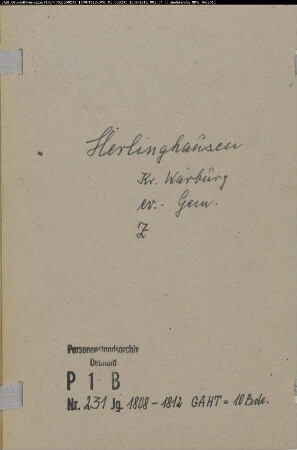 Herlinghausen
Kr. Warburg
ev.- Gem.
Z
Personenstandsarchiv
Detmold
P 1 B
Nr. 231 Jg. 1808 - 1812 GAHT = 10 Bde.